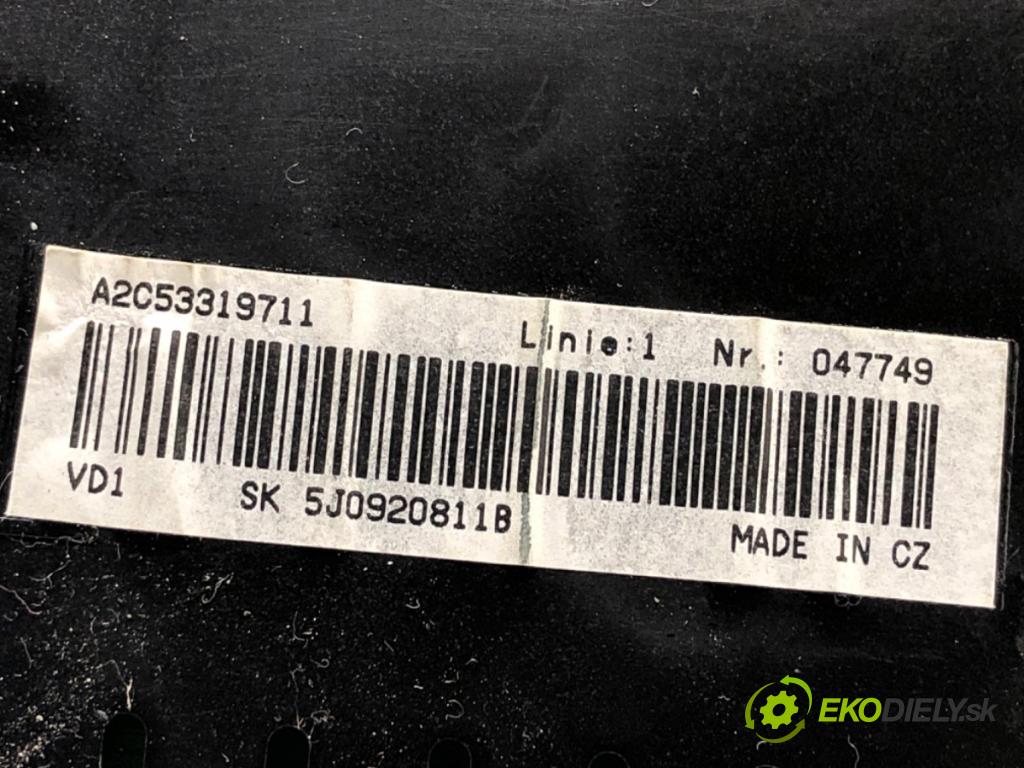 A2C53319711
Linie:1 Nr.: 047749
VD1 SK 5J0920811B MADE IN CZ
EKODIELY.sk